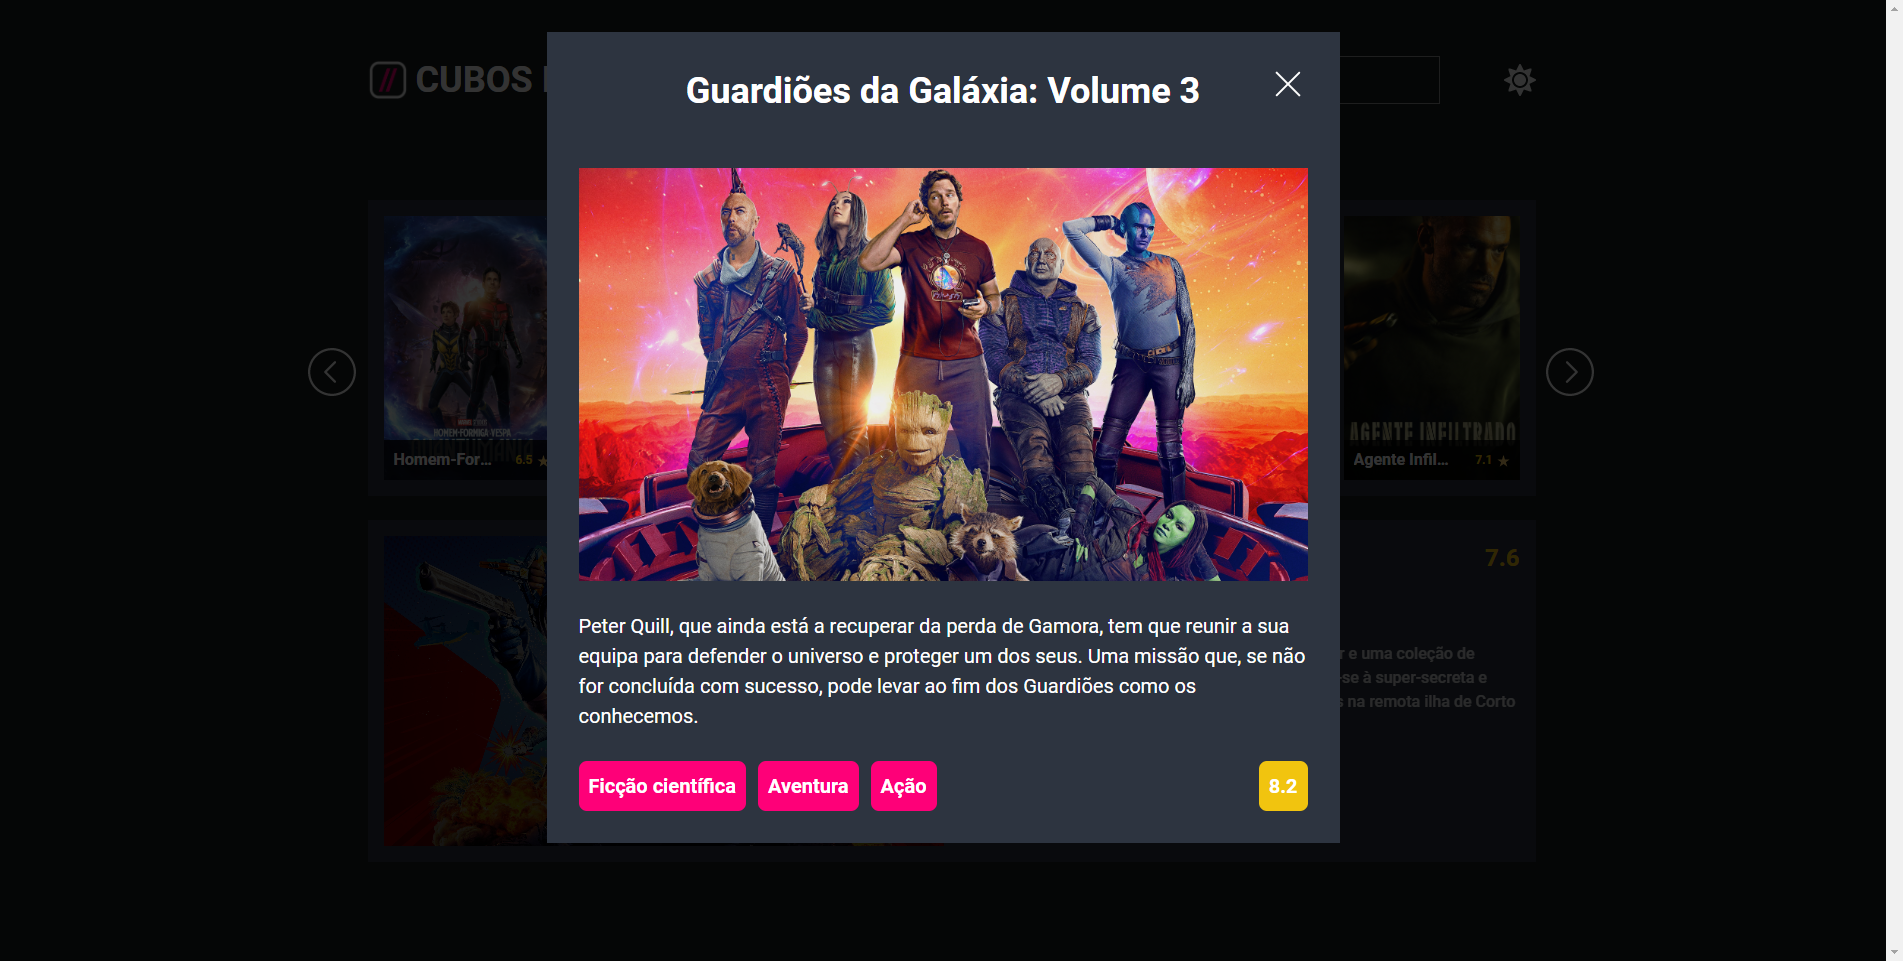 CUBOS
Guardiões da Galáxia: Volume 3
HOMEM-FORMIGA VESPA
Homem-For... 6.5 ★
AGENTE INFILTRADO
Agente Infil... 7.1 ★
7.6
Peter Quill, que ainda está a recuperar da perda de Gamora, tem que reunir a sua
equipa para defender o universo e proteger um dos seus. Uma missão que, se não
for concluída com sucesso, pode levar ao fim dos Guardiões como os
conhecemos.
e uma coleção de
-se à super-secreta e
na remota ilha de Corto
Ficção científica
Aventura
Ação
8.2